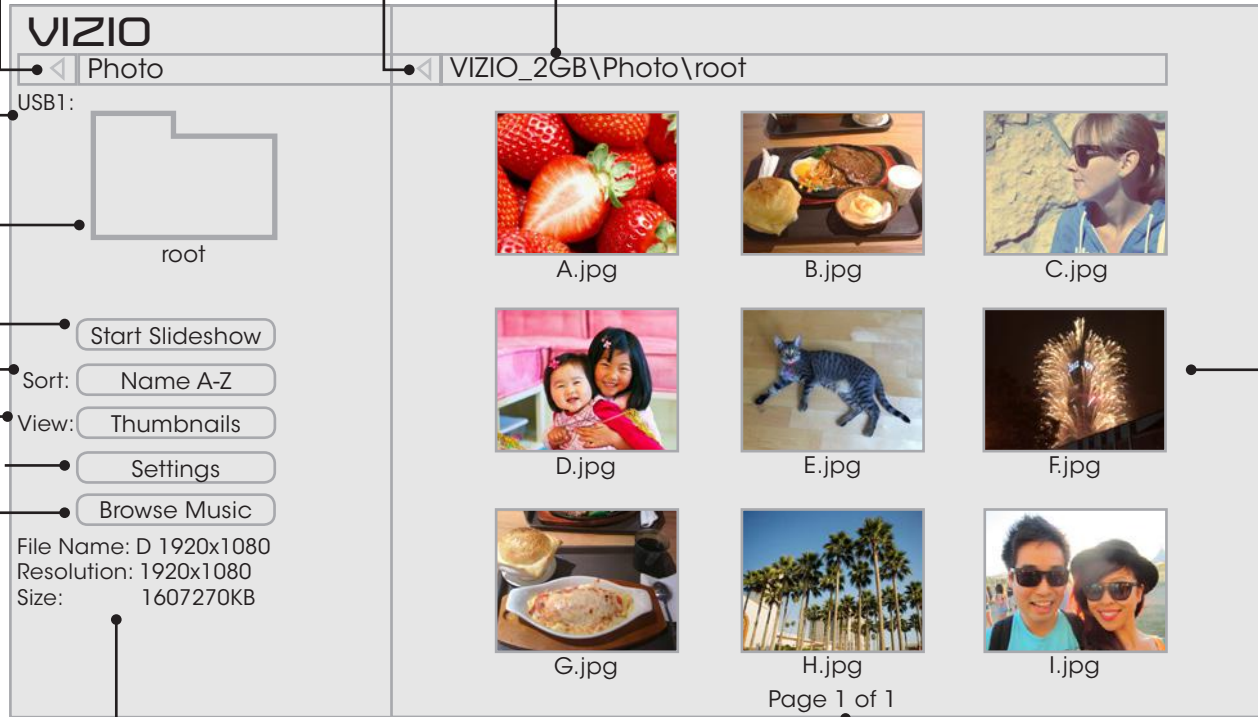 VIZIO
Photo
USB1:
root
Start Slideshow
Sort: Name A-Z
View: Thumbnails
Settings
Browse Music
File Name: D 1920x1080
Resolution: 1920x1080
Size: 1607270KB
VIZIO_2GB\Photo\root
A.jpg
B.jpg
C.jpg
D.jpg
E.jpg
F.jpg
G.jpg
H.jpg
I.jpg
Page 1 of 1